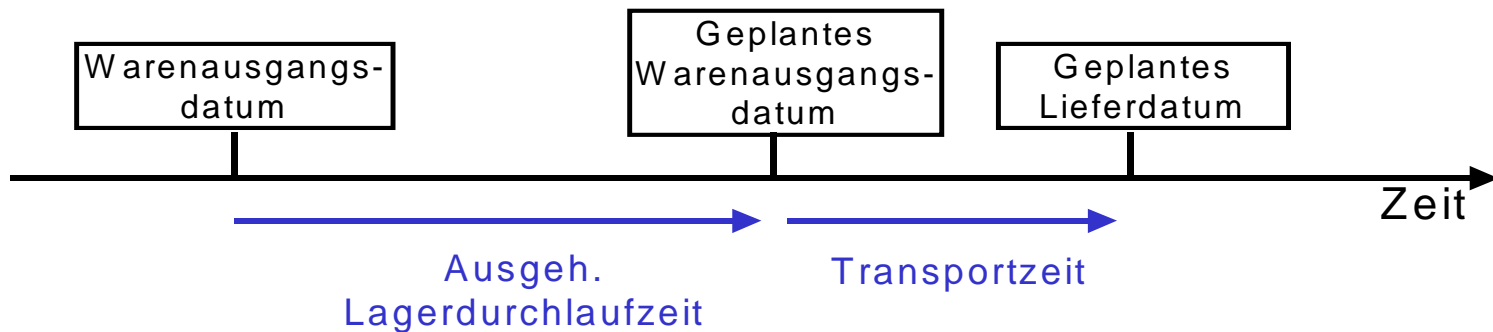 Warenausgangs-
datum
Geplantes
Warenausgangs-
datum
Geplantes
Lieferdatum
Zeit
Ausgeh.
Lagerdurchlaufzeit
Transportzeit